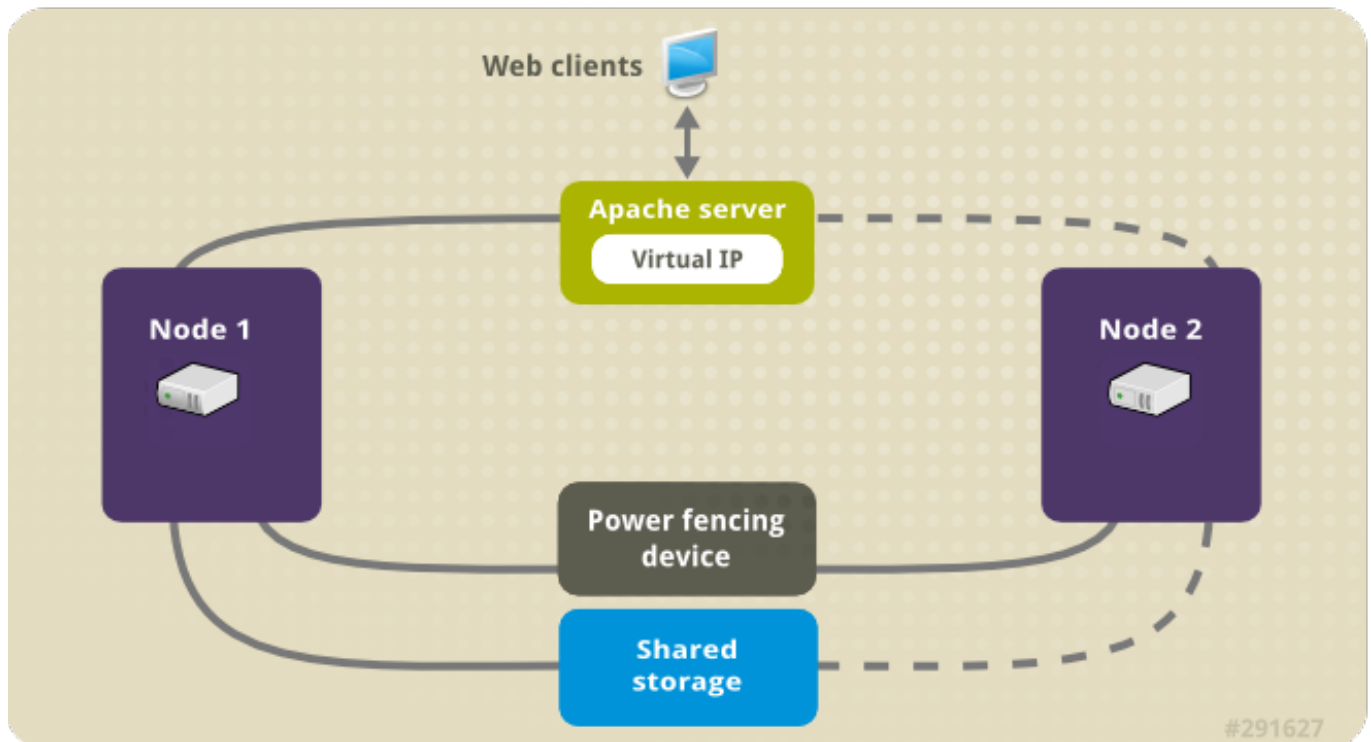 Web clients
Apache server
Virtual IP
Node 1
Node 2
Power fencing
device
Shared
storage
#291627